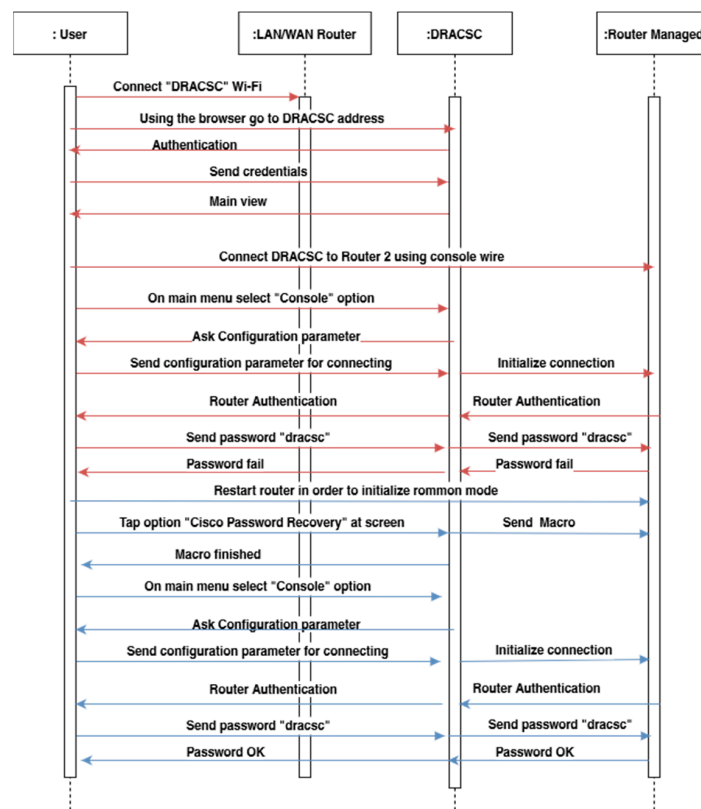 : User
:LAN/WAN Router
:DRACSC
:Router Managed
Connect "DRACSC" Wi-Fi
Using the browser go to DRACSC address
Authentication
Send credentials
Main view
Connect DRACSC to Router 2 using console wire
On main menu select "Console" option
Ask Configuration parameter
Send configuration parameter for connecting
Initialize connection
Router Authentication
Router Authentication
Send password "dracsc"
Send password "dracsc"
Password fail
Password fail
Restart router in order to initialize rommon mode
Tap option "Cisco Password Recovery" at screen
Send Macro
Macro finished
On main menu select "Console" option
Ask Configuration parameter
Send configuration parameter for connecting
Initialize connection
Router Authentication
Router Authentication
Send password "dracsc"
Send password "dracsc"
Password OK
Password OK